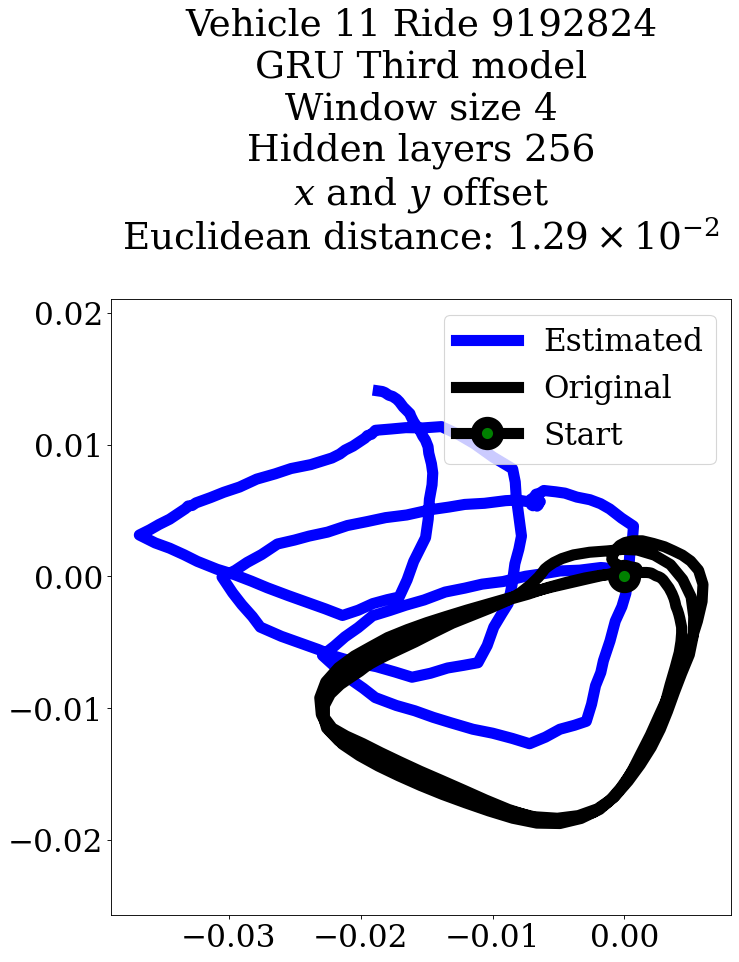 Vehicle 11 Ride 9192824
GRU Third model
Window size 4
Hidden layers 256
x and y offset
Euclidean distance: 1.29 × 10⁻²
Estimated
Original
Start
0.02
0.01
0.00
−0.01
−0.02
−0.03
−0.02
−0.01
0.00